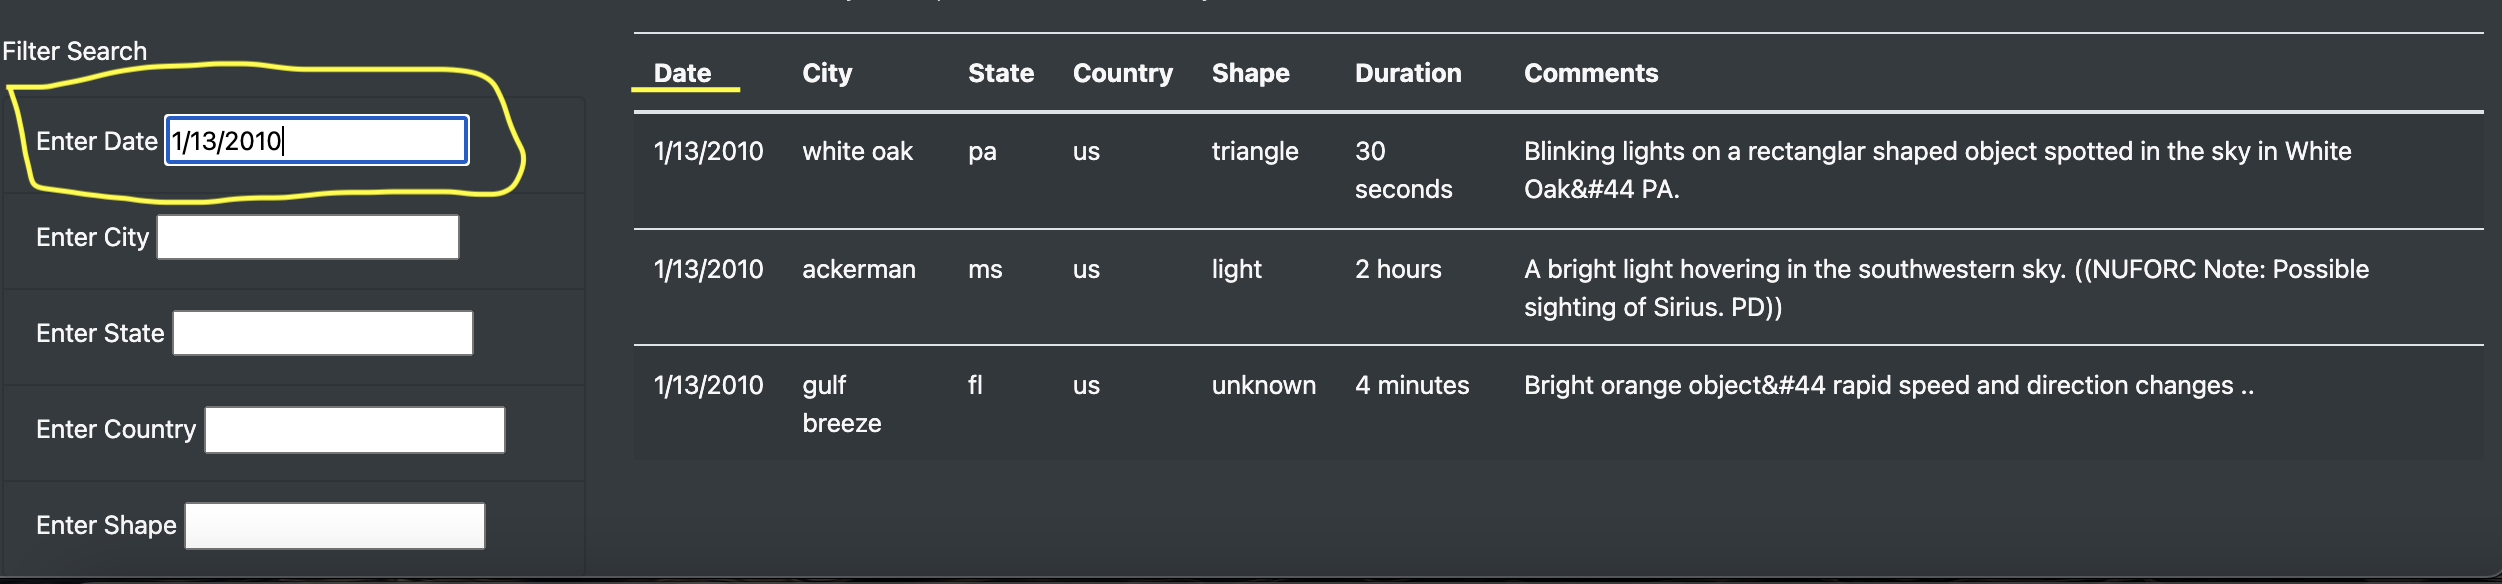 Filter Search
Enter Date 1/13/2010
Enter City
Enter State
Enter Country
Enter Shape
Date City State Country Shape Duration Comments
1/13/2010 white oak pa us triangle 30 Blinking lights on a rectanglar shaped object spotted in the sky in White
seconds Oak&#44 PA.
1/13/2010 ackerman ms us light 2 hours A bright light hovering in the southwestern sky. ((NUFORC Note: Possible
sighting of Sirius. PD))
1/13/2010 gulf fl us unknown 4 minutes Bright orange object&#44 rapid speed and direction changes ..
breeze